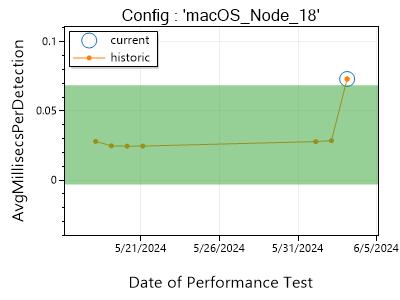 Config : 'macOS_Node_18'
0.1
current
historic
0.05
0
AvgMillisecsPerDetection
5/21/2024
5/26/2024
5/31/2024
6/5/2024
Date of Performance Test